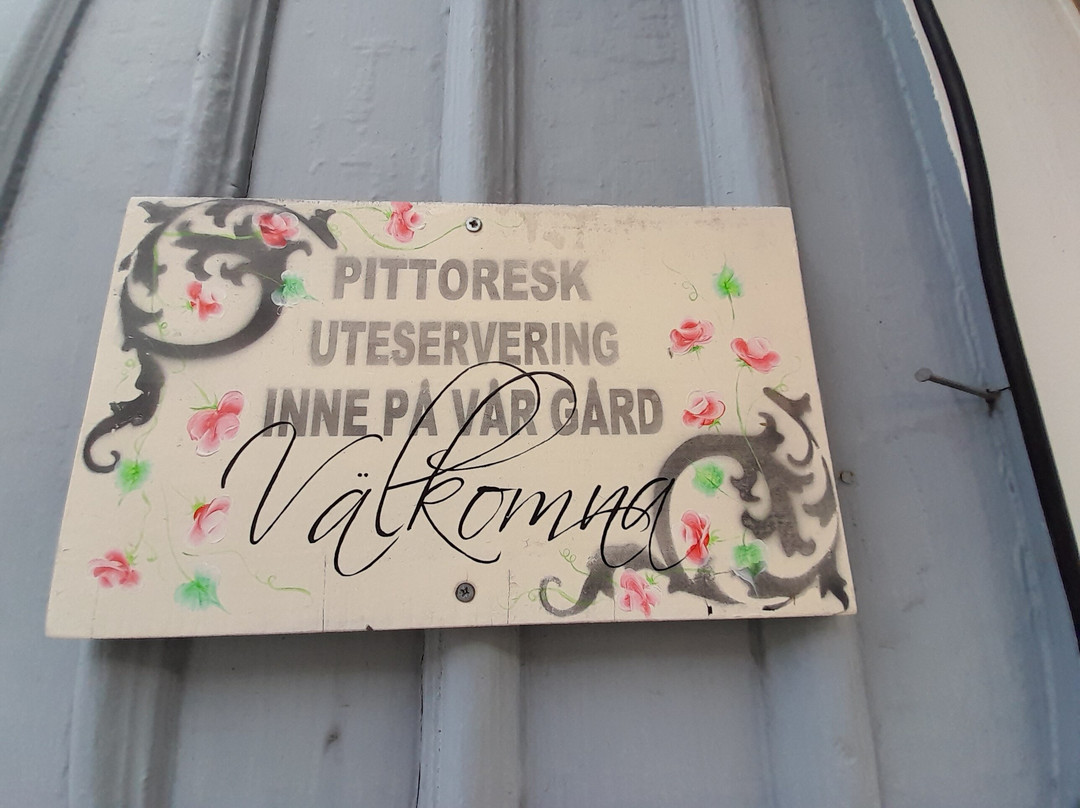 PITTORESK
UTESERVERING
INNE PÅ VÅR GÅRD
Välkomna